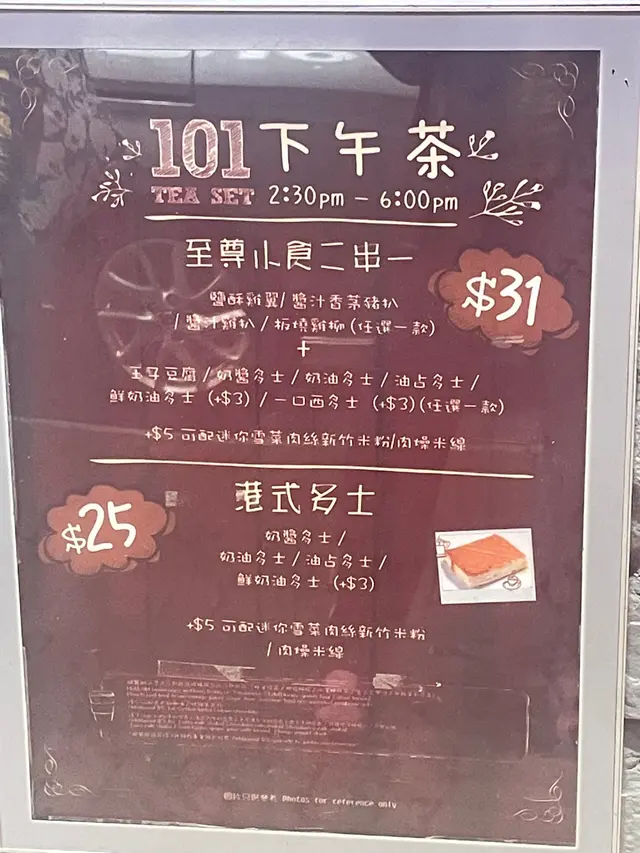 101 下午茶
TEA SET 2:30pm - 6:00pm
至尊小食二串一
$31
鹽酥雞翼/ 醬汁香茅豬扒
/ 醬汁雞扒 / 板燒雞柳 (任選一款)
+
玉子豆腐 / 奶醬多士 / 奶油多士 / 油占多士 /
鮮奶油多士 (+$3) / 一口西多士 (+$3) (任選一款)
+$5 可配迷你雪菜肉絲新竹米粉/肉燥米線
港式多士
$25
奶醬多士 /
奶油多士 / 油占多士 /
鮮奶油多士 (+$3)
+$5 可配迷你雪菜肉絲新竹米粉
/ 肉燥米線
圖片只供參考 Photos for reference only